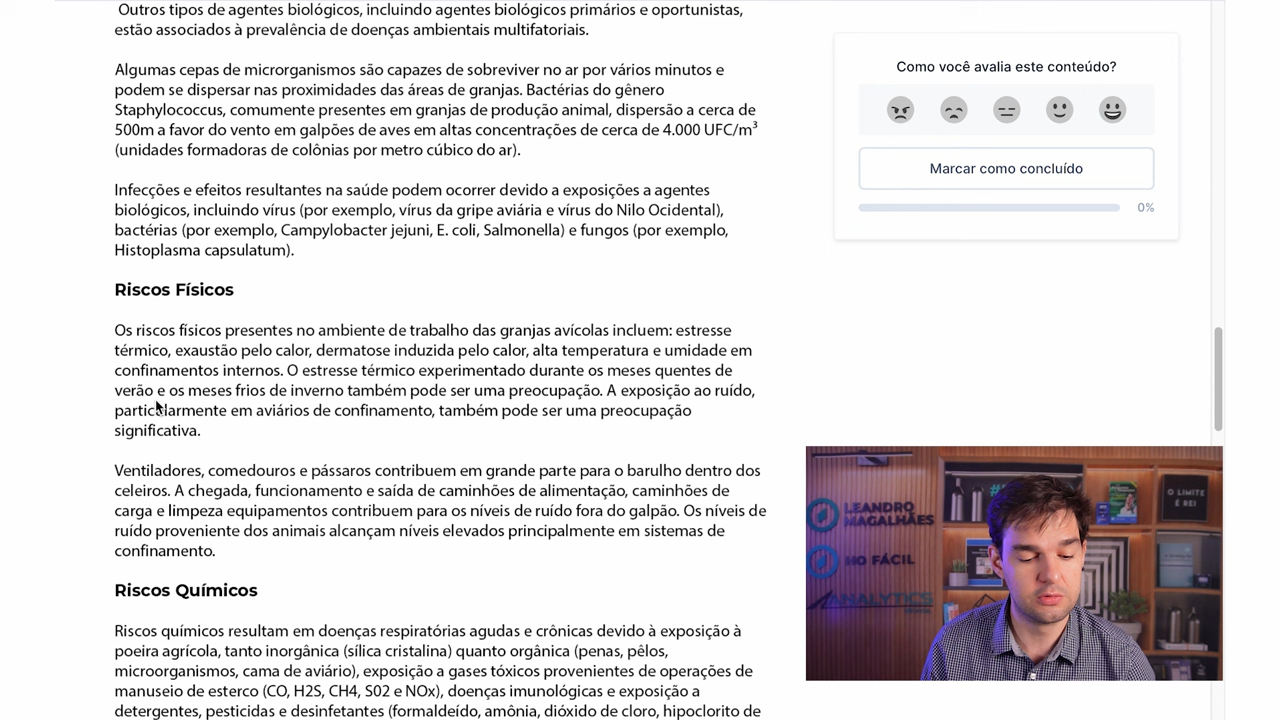 Outros tipos de agentes biológicos, incluindo agentes biológicos primários e oportunistas,
estão associados à prevalência de doenças ambientais multifatoriais.
Algumas cepas de microrganismos são capazes de sobreviver no ar por vários minutos e
podem se dispersar nas proximidades das áreas de granjas. Bactérias do gênero
Staphylococcus, comumente presentes em granjas de produção animal, dispersão a cerca de
500m a favor do vento em galpões de aves em altas concentrações de cerca de 4.000 UFC/m³
(unidades formadoras de colônias por metro cúbico do ar).
Infecções e efeitos resultantes na saúde podem ocorrer devido a exposições a agentes
biológicos, incluindo vírus (por exemplo, vírus da gripe aviária e vírus do Nilo Ocidental),
bactérias (por exemplo, Campylobacter jejuni, E. coli, Salmonella) e fungos (por exemplo,
Histoplasma capsulatum).
Riscos Físicos
Os riscos físicos presentes no ambiente de trabalho das granjas avícolas incluem: estresse
térmico, exaustão pelo calor, dermatose induzida pelo calor, alta temperatura e umidade em
confinamentos internos. O estresse térmico experimentado durante os meses quentes de
verão e os meses frios de inverno também pode ser uma preocupação. A exposição ao ruído,
particularmente em aviários de confinamento, também pode ser uma preocupação
significativa.
Ventiladores, comedouros e pássaros contribuem em grande parte para o barulho dentro dos
celeiros. A chegada, funcionamento e saída de caminhões de alimentação, caminhões de
carga e limpeza equipamentos contribuem para os níveis de ruído fora do galpão. Os níveis de
ruído proveniente dos animais alcançam níveis elevados principalmente em sistemas de
confinamento.
Riscos Químicos
Riscos químicos resultam em doenças respiratórias agudas e crônicas devido à exposição à
poeira agrícola, tanto inorgânica (sílica cristalina) quanto orgânica (penas, pêlos,
microorganismos, cama de aviário), exposição a gases tóxicos provenientes de operações de
manuseio de esterco (CO, H2S, CH4, S02 e NOx), doenças imunológicas e exposição a
detergentes, pesticidas e desinfetantes (formaldeído, amônia, dióxido de cloro, hipoclorito de
Como você avalia este conteúdo?
Marcar como concluído
0%
LEANDRO
MAGALHÃES
HO FÁCIL
ANALYTICS
O LIMITE
É REI